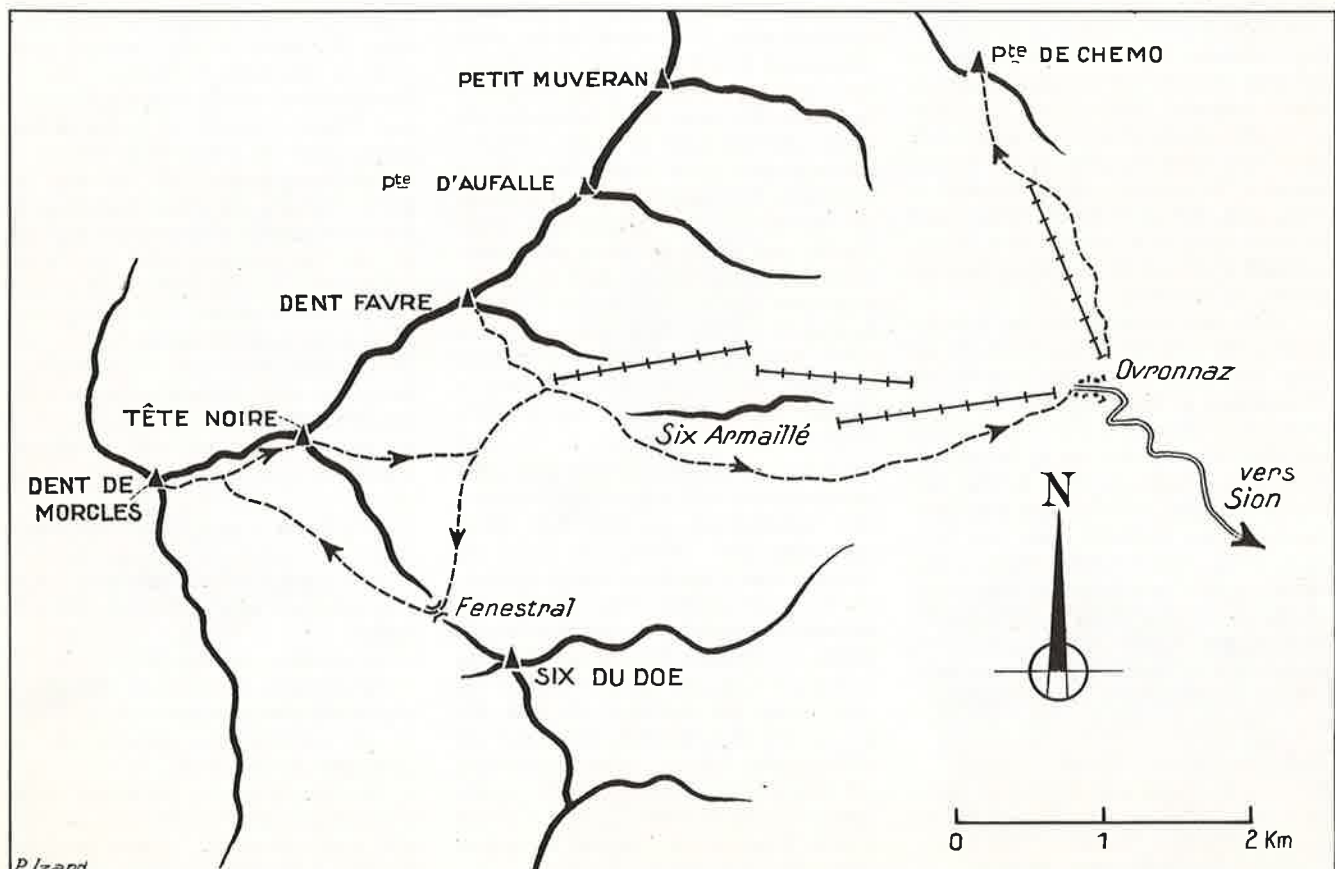 Pte DE CHEMO
PETIT MUVERAN
Pte D'AUFALLE
DENT FAVRE
Ovronnaz
TÊTE NOIRE
Six Armaillé
DENT DE
MORCLES
vers
Sion
N
Fenestral
SIX DU DOE
0 1 2 Km
P. Izard